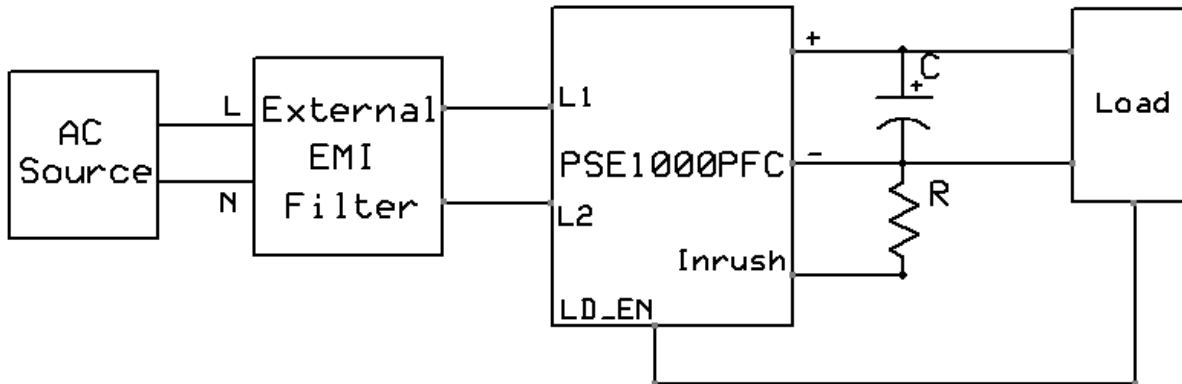 AC
Source
L
N
External
EMI
Filter
L1
L2
PSE1000PFC
Inrush
LD_EN
+
-
+
C
R
Load